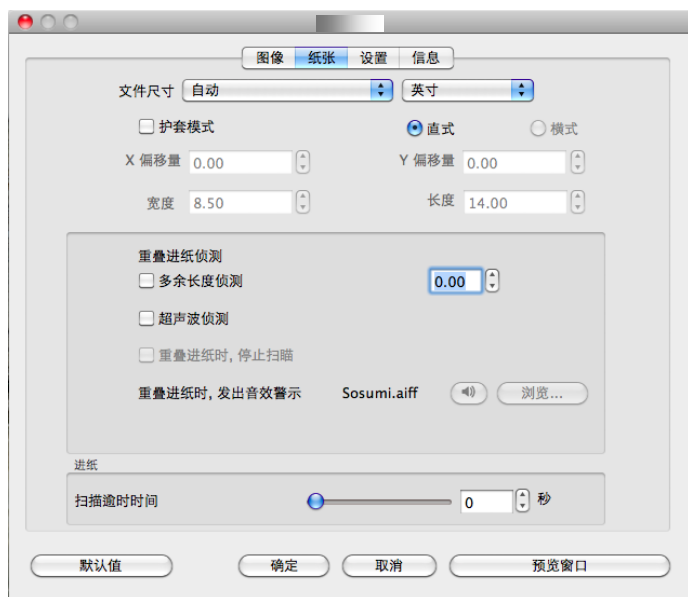 图像 纸张 设置 信息
文件尺寸 自动 英寸
护套模式 直式 横式
X 偏移量 0.00 Y 偏移量 0.00
宽度 8.50 长度 14.00
重叠进纸侦测
多余长度侦测 0.00
超声波侦测
重叠进纸时, 停止扫瞄
重叠进纸时, 发出音效警示 Sosumi.aiff 浏览...
进纸
扫描逾时时间 0 秒
默认值 确定 取消 预览窗口